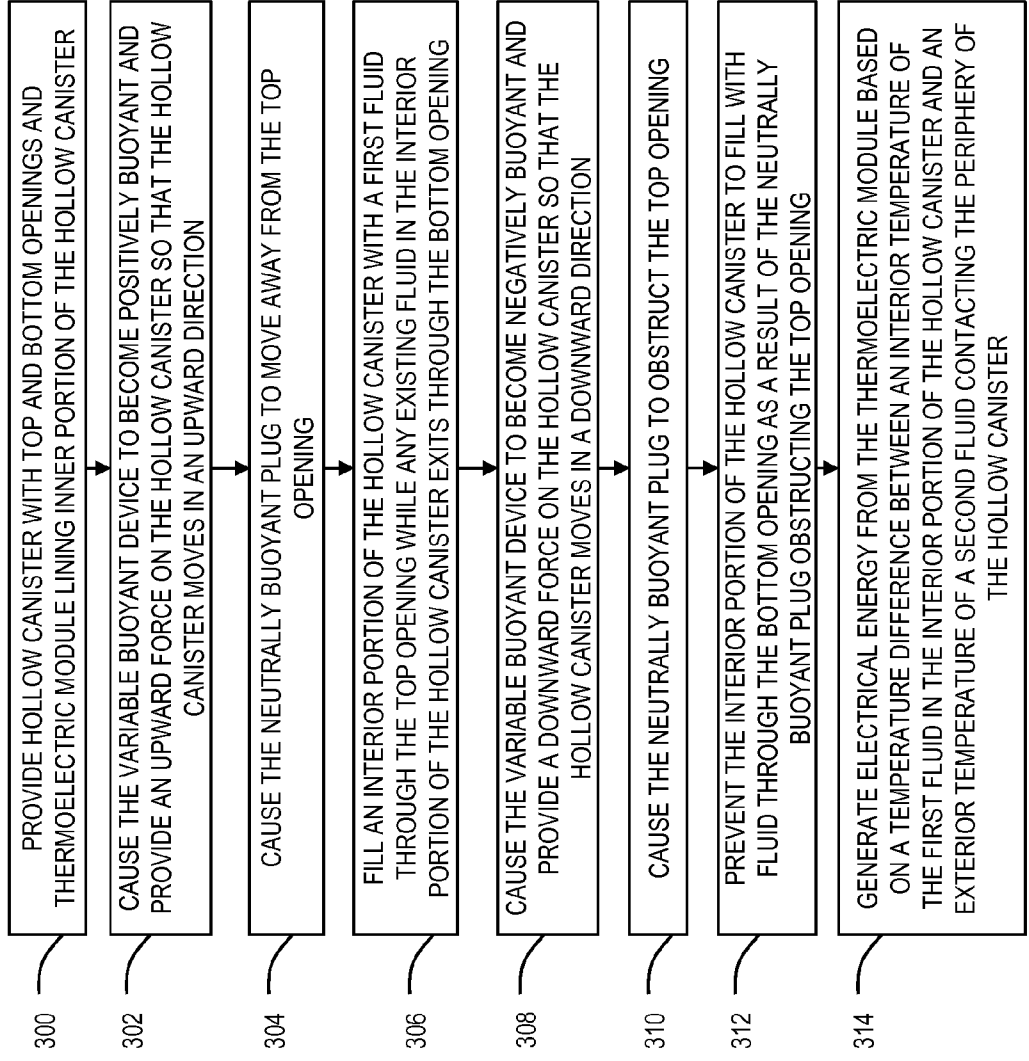 300
PROVIDE HOLLOW CANISTER WITH TOP AND BOTTOM OPENINGS AND
THERMOELECTRIC MODULE LINING INNER PORTION OF THE HOLLOW CANISTER
302
CAUSE THE VARIABLE BUOYANT DEVICE TO BECOME POSITIVELY BUOYANT AND
PROVIDE AN UPWARD FORCE ON THE HOLLOW CANISTER SO THAT THE HOLLOW
CANISTER MOVES IN AN UPWARD DIRECTION
304
CAUSE THE NEUTRALLY BUOYANT PLUG TO MOVE AWAY FROM THE TOP
OPENING
306
FILL AN INTERIOR PORTION OF THE HOLLOW CANISTER WITH A FIRST FLUID
THROUGH THE TOP OPENING WHILE ANY EXISTING FLUID IN THE INTERIOR
PORTION OF THE HOLLOW CANISTER EXITS THROUGH THE BOTTOM OPENING
308
CAUSE THE VARIABLE BUOYANT DEVICE TO BECOME NEGATIVELY BUOYANT AND
PROVIDE A DOWNWARD FORCE ON THE HOLLOW CANISTER SO THAT THE
HOLLOW CANISTER MOVES IN A DOWNWARD DIRECTION
310
CAUSE THE NEUTRALLY BUOYANT PLUG TO OBSTRUCT THE TOP OPENING
312
PREVENT THE INTERIOR PORTION OF THE HOLLOW CANISTER TO FILL WITH
FLUID THROUGH THE BOTTOM OPENING AS A RESULT OF THE NEUTRALLY
BUOYANT PLUG OBSTRUCTING THE TOP OPENING
314
GENERATE ELECTRICAL ENERGY FROM THE THERMOELECTRIC MODULE BASED
ON A TEMPERATURE DIFFERENCE BETWEEN AN INTERIOR TEMPERATURE OF
THE FIRST FLUID IN THE INTERIOR PORTION OF THE HOLLOW CANISTER AND AN
EXTERIOR TEMPERATURE OF A SECOND FLUID CONTACTING THE PERIPHERY OF
THE HOLLOW CANISTER